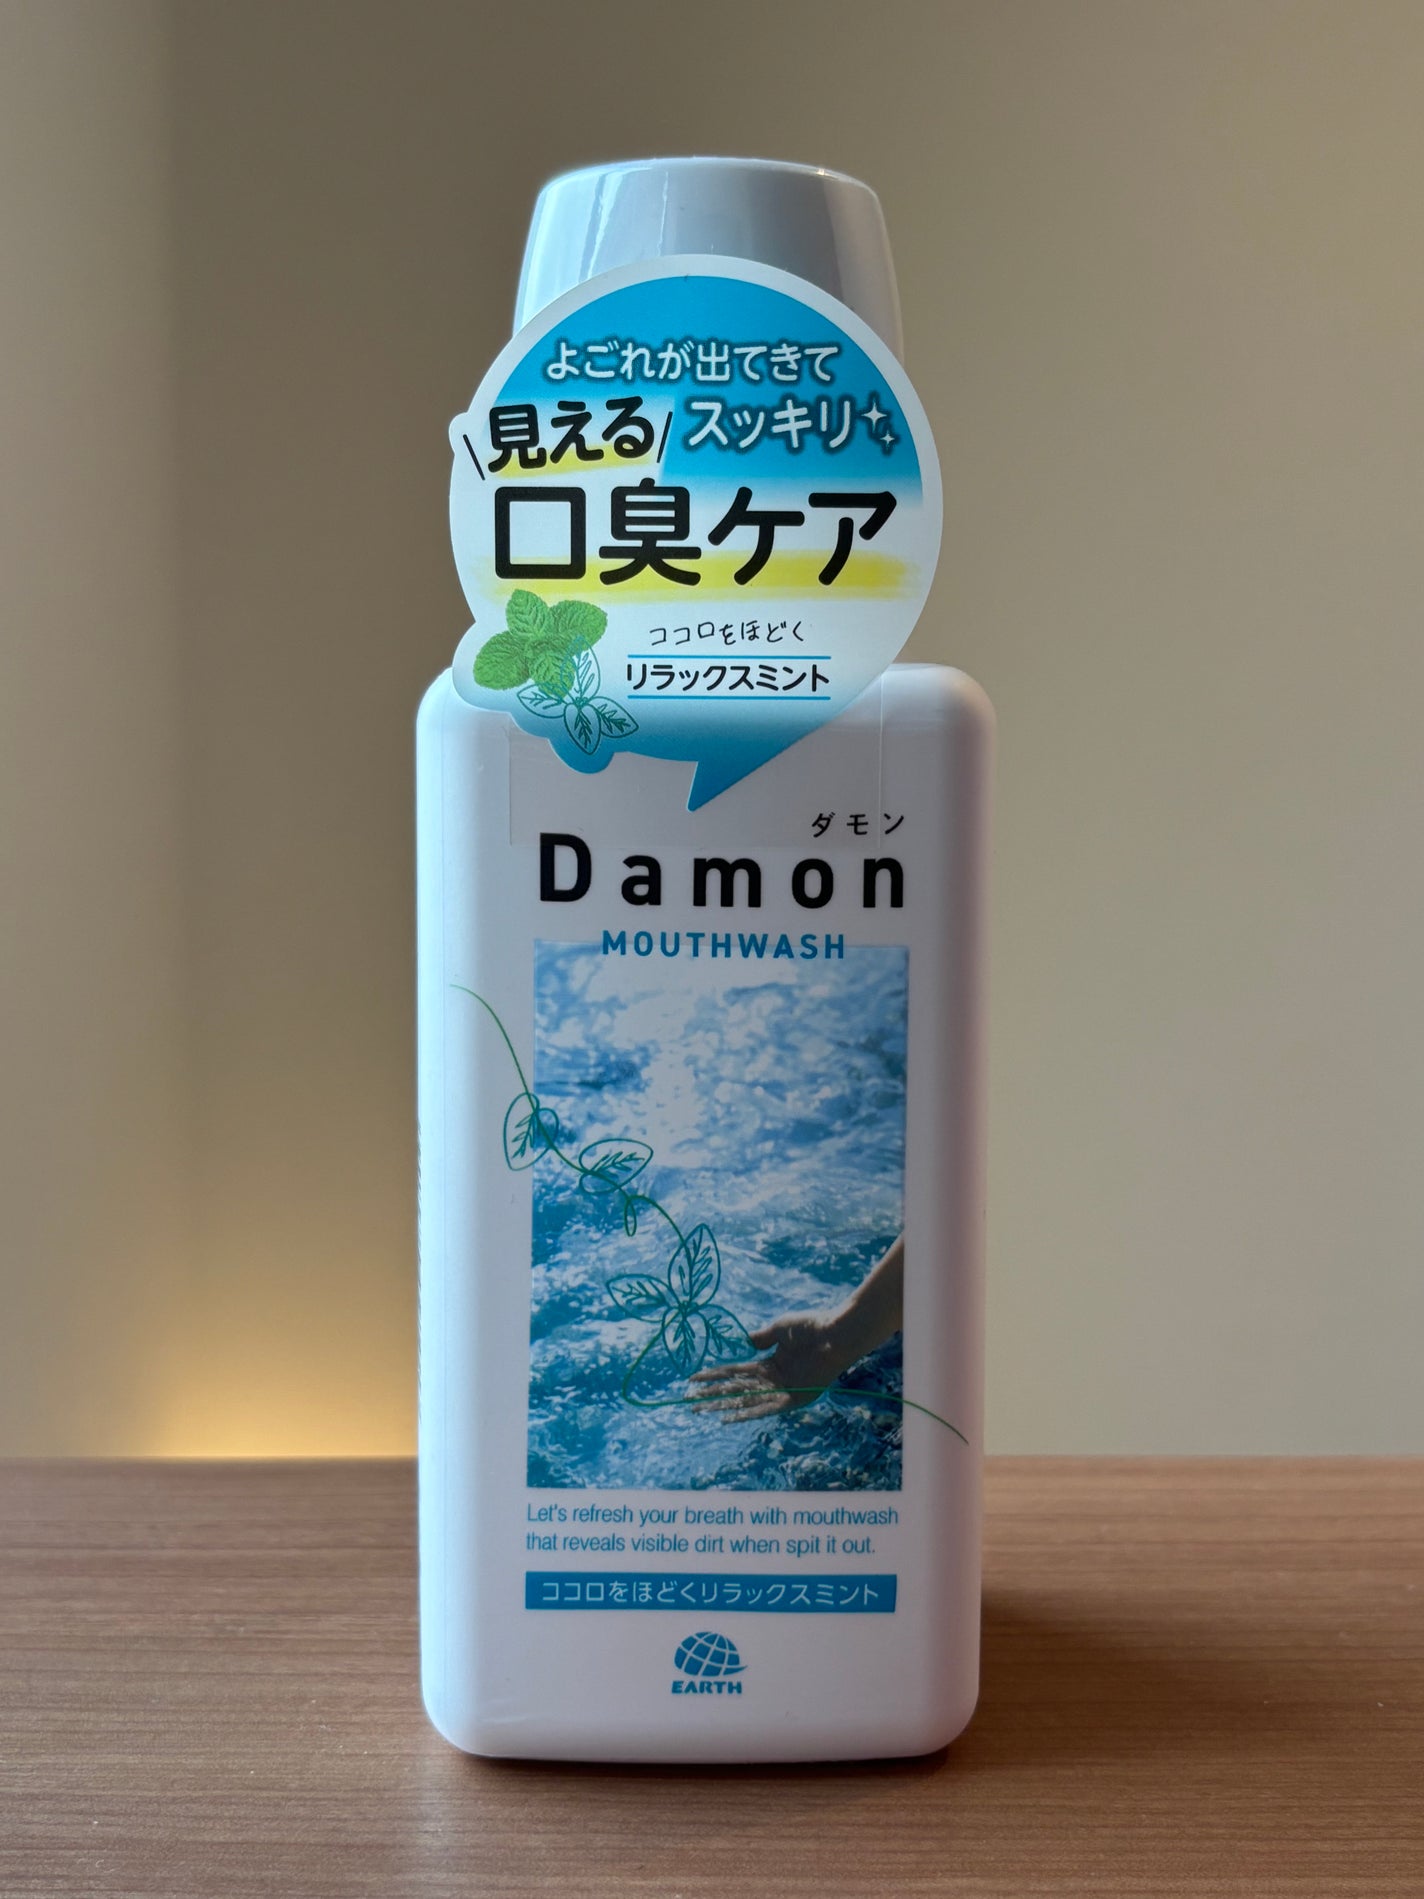 よごれが出てきて
見える スッキリ
口臭ケア
ココロをほどく
リラックスミント
ダモン
Damon
MOUTHWASH
Let's refresh your breath with mouthwash
that reveals visible dirt when spit it out.
ココロをほどくリラックスミント
EARTH